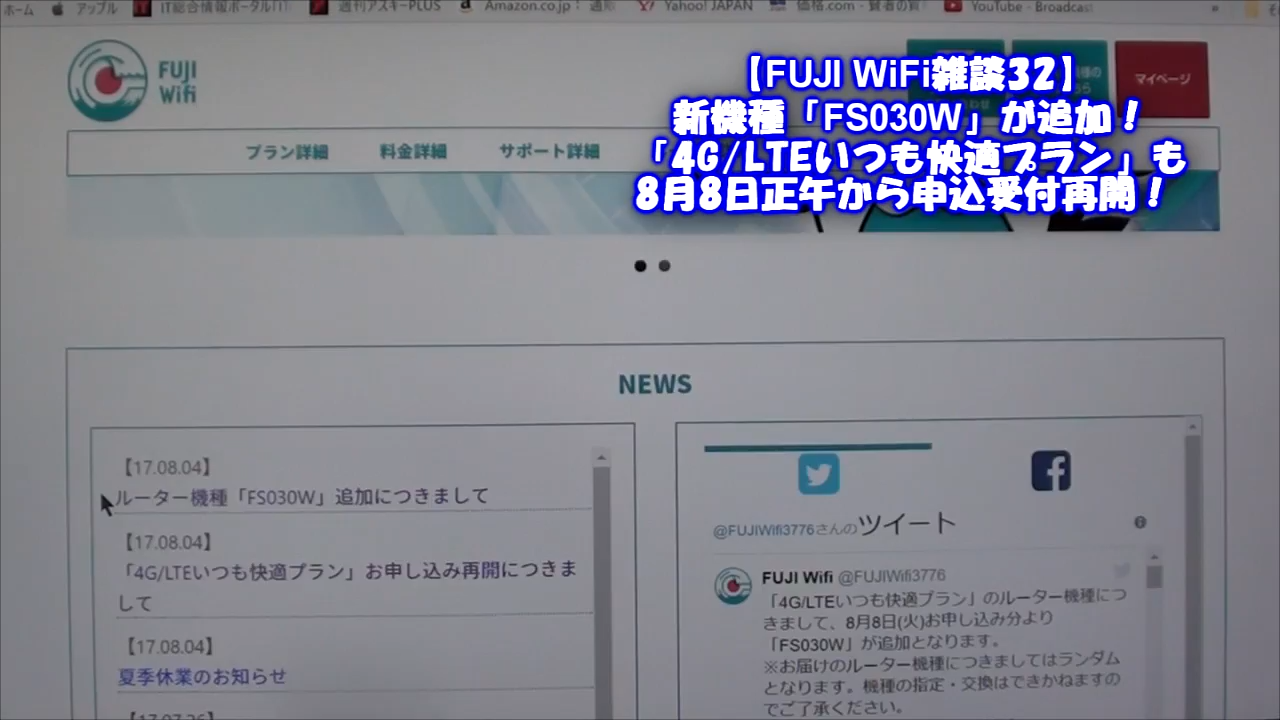 ホーム
アップル
IT総合情報ポータル「IT
週刊アスキーPLUS
Amazon.co.jp： 通販
Yahoo! JAPAN
価格.com - 賢者の買
YouTube - Broadcast
»
FUJI
Wifi
マイページ
【FUJI WiFi雑談32】
新機種「FS030W」が追加！
「4G/LTEいつも快適プラン」も
8月8日正午から申込受付再開！
プラン詳細
料金詳細
サポート詳細
NEWS
【17.08.04】
ルーター機種「FS030W」追加につきまして
【17.08.04】
「4G/LTEいつも快適プラン」お申し込み再開につきま
して
【17.08.04】
夏季休業のお知らせ
【17.07.26】
@FUJIWifi3776さんのツイート
FUJI Wifi @FUJIWifi3776
「4G/LTEいつも快適プラン」のルーター機種につ
きまして、8月8日(火)お申し込み分より
「FS030W」が追加となります。
※お届けのルーター機種につきましてはランダム
となります。機種の指定・交換はできかねますの
でご了承ください。